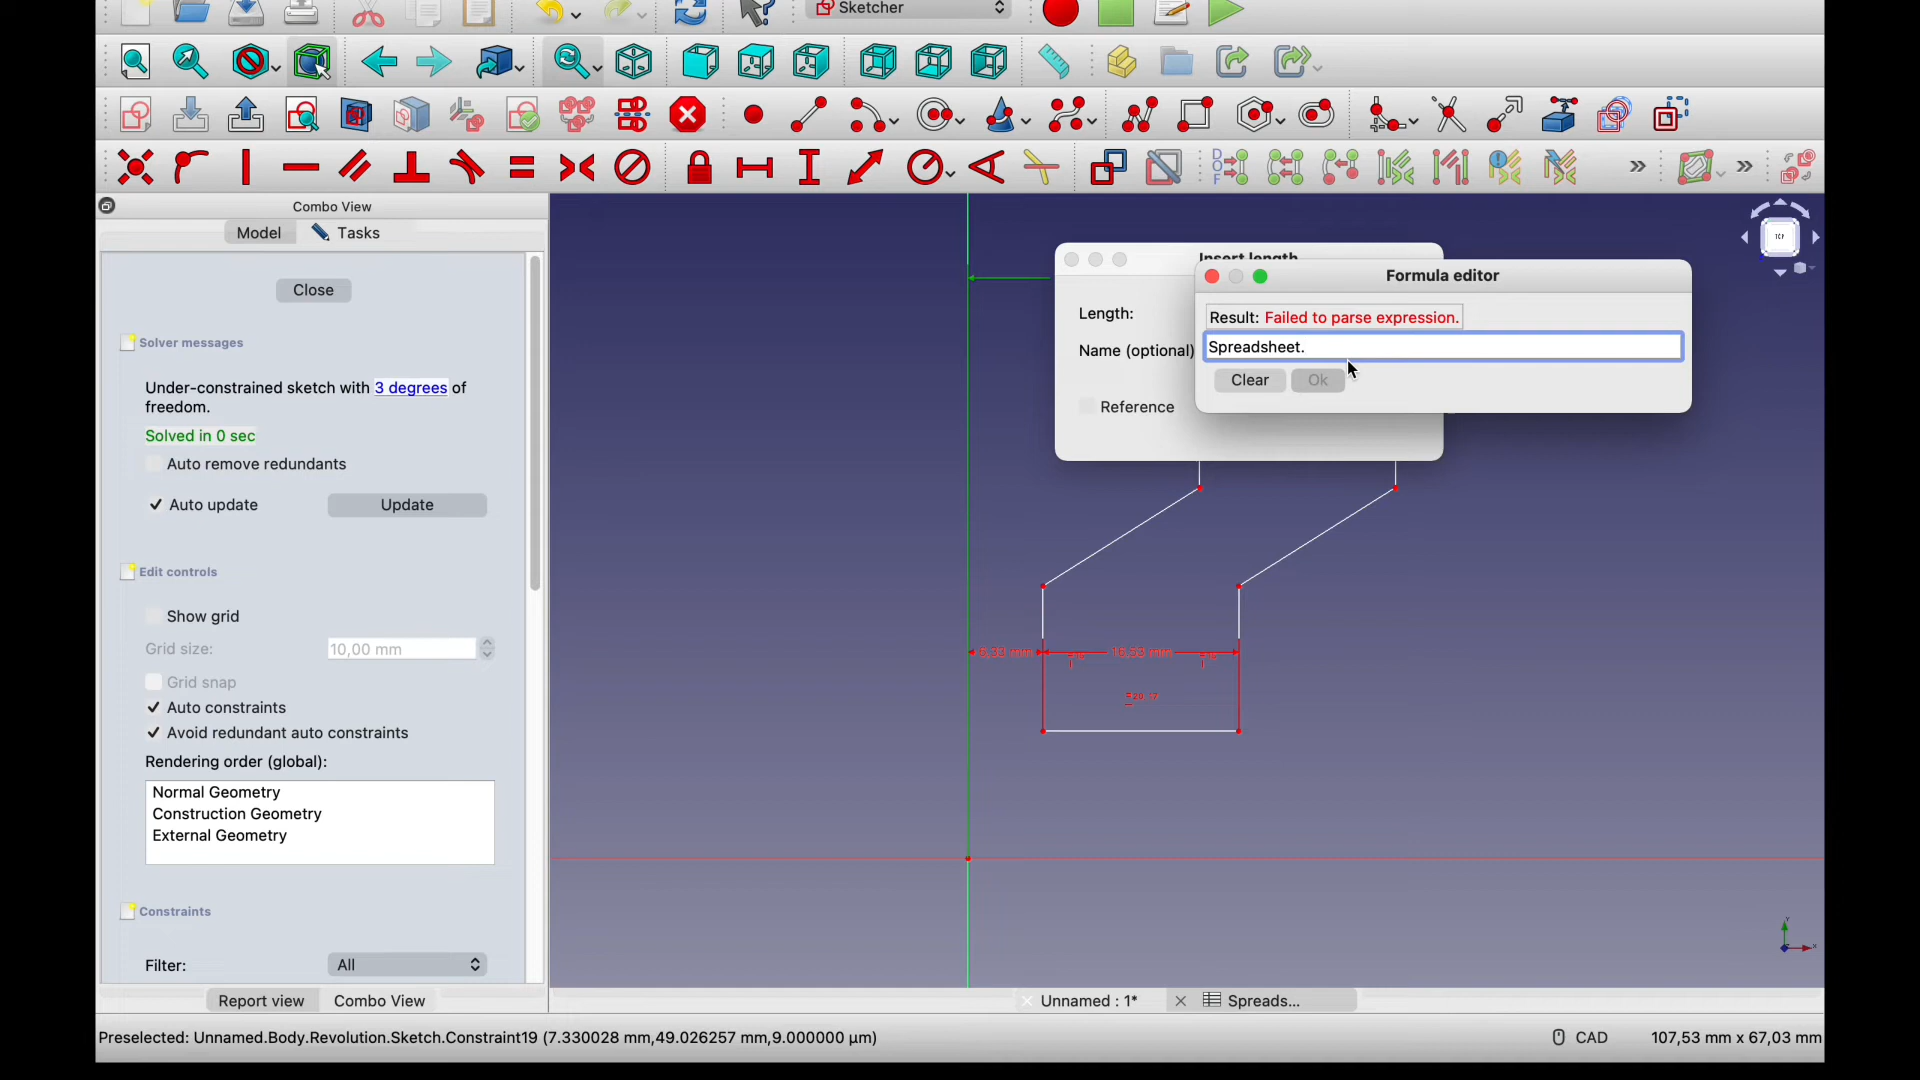 Sketcher
Combo View
Model
Tasks
Close
Solver messages
Under-constrained sketch with 3 degrees of
freedom.
Solved in 0 sec
Auto remove redundants
Auto update
Update
Edit controls
Show grid
Grid size:
10,00 mm
Grid snap
Auto constraints
Avoid redundant auto constraints
Rendering order (global):
Normal Geometry
Construction Geometry
External Geometry
Constraints
Filter:
All
Report view
Combo View
Insert length
Length:
Name (optional)
Reference
Formula editor
Result: Failed to parse expression.
Spreadsheet.
Clear
Ok
TOP
mm
mm
Y
X
Unnamed : 1*
Spreads...
Preselected: Unnamed.Body.Revolution.Sketch.Constraint19 (7.330028 mm,49.026257 mm,9.000000 µm)
CAD
107,53 mm x 67,03 mm